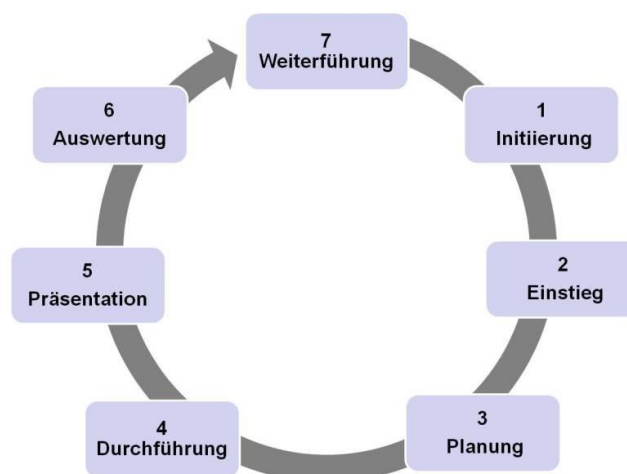 7
Weiterführung
1
Initiierung
2
Einstieg
3
Planung
4
Durchführung
5
Präsentation
6
Auswertung